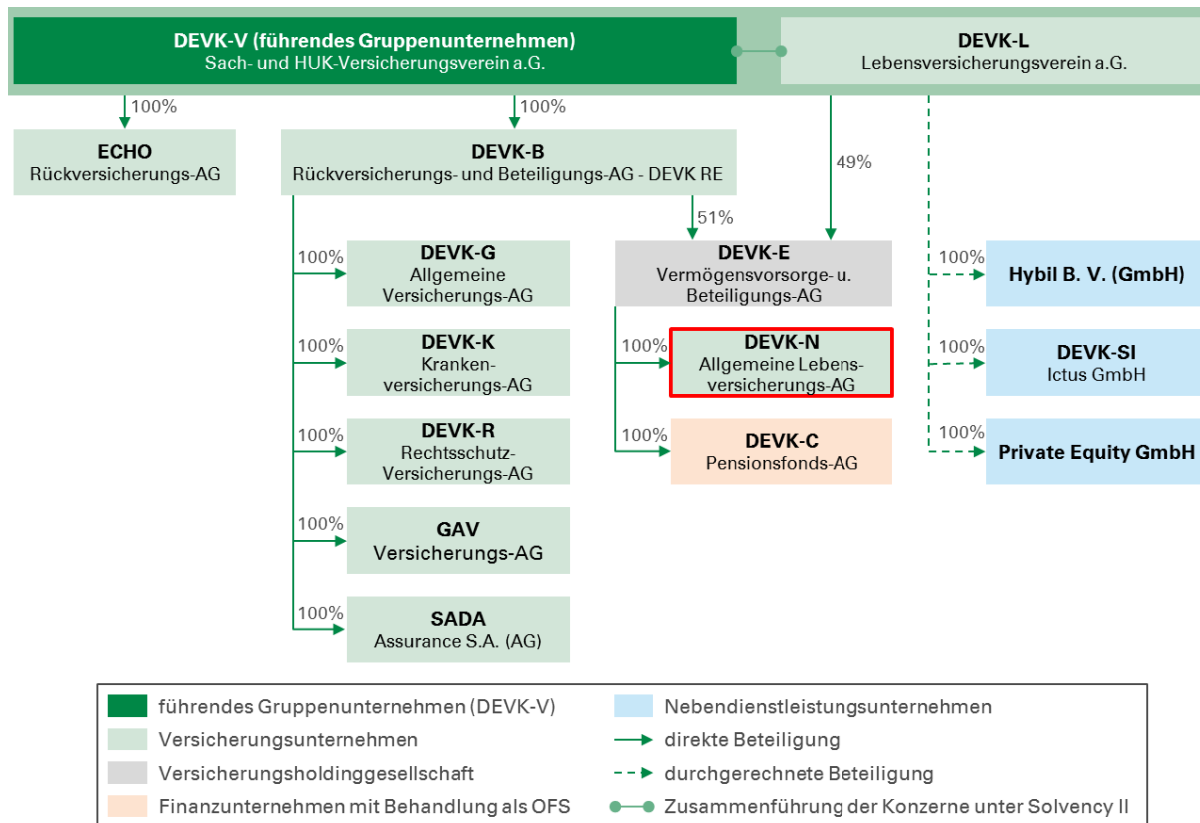 DEVK-V (führendes Gruppenunternehmen)
Sach- und HUK-Versicherungsverein a.G.
DEVK-L
Lebensversicherungsverein a.G.
100%
100%
49%
ECHO
Rückversicherungs-AG
DEVK-B
Rückversicherungs- und Beteiligungs-AG - DEVK RE
51%
100%
DEVK-G
Allgemeine
Versicherungs-AG
DEVK-E
Vermögensvorsorge- u.
Beteiligungs-AG
100%
Hybil B. V. (GmbH)
100%
DEVK-K
Kranken-
versicherungs-AG
100%
DEVK-N
Allgemeine Lebens-
versicherungs-AG
100%
DEVK-SI
Ictus GmbH
100%
DEVK-R
Rechtsschutz-
Versicherungs-AG
100%
DEVK-C
Pensionsfonds-AG
100%
Private Equity GmbH
100%
GAV
Versicherungs-AG
100%
SADA
Assurance S.A. (AG)
führendes Gruppenunternehmen (DEVK-V)
Versicherungsunternehmen
Versicherungsholdinggesellschaft
Finanzunternehmen mit Behandlung als OFS
Nebendienstleistungsunternehmen
direkte Beteiligung
durchgerechnete Beteiligung
Zusammenführung der Konzerne unter Solvency II